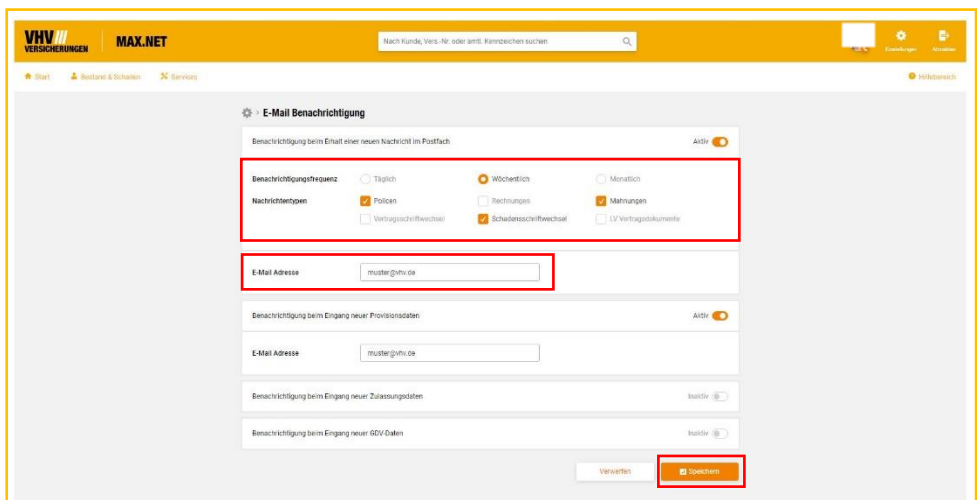 VHV ///
VERSICHERUNGEN
MAX.NET
Nach Kunde, Vers.-Nr. oder amtl. Kennzeichen suchen
Einstellungen
Abmelden
Start
Bestand & Schaden
Services
Hilfebereich
E-Mail Benachrichtigung
Benachrichtigung beim Erhalt einer neuen Nachricht im Postfach
Aktiv
Benachrichtigungsfrequenz
Täglich
Wöchentlich
Monatlich
Nachrichtentypen
Policen
Rechnungen
Mahnungen
Vertragsschriftwechsel
Schadensschriftwechsel
LV Vertragsdokumente
E-Mail Adresse
muster@vhv.de
Benachrichtigung beim Eingang neuer Provisionsdaten
Aktiv
E-Mail Adresse
muster@vhv.de
Benachrichtigung beim Eingang neuer Zulassungsdaten
Inaktiv
Benachrichtigung beim Eingang neuer GDV-Daten
Inaktiv
Verwerfen
Speichern